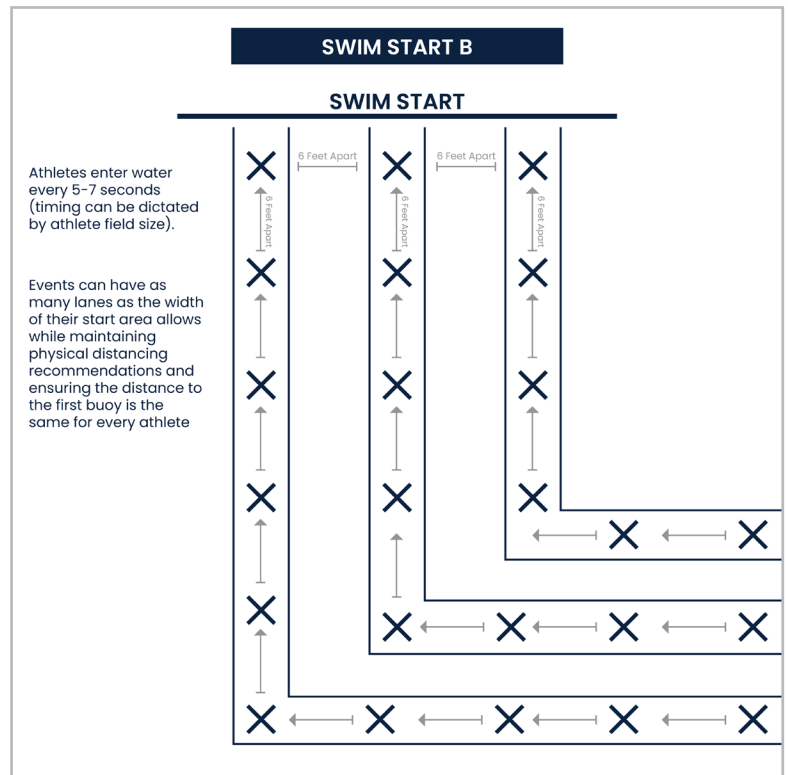 SWIM START B
SWIM START
6 Feet Apart
6 Feet Apart
Athletes enter water
every 5-7 seconds
(timing can be dictated
by athlete field size).
6 Feet Apart
6 Feet Apart
6 Feet Apart
Events can have as
many lanes as the width
of their start area allows
while maintaining
physical distancing
recommendations and
ensuring the distance to
the first buoy is the
same for every athlete